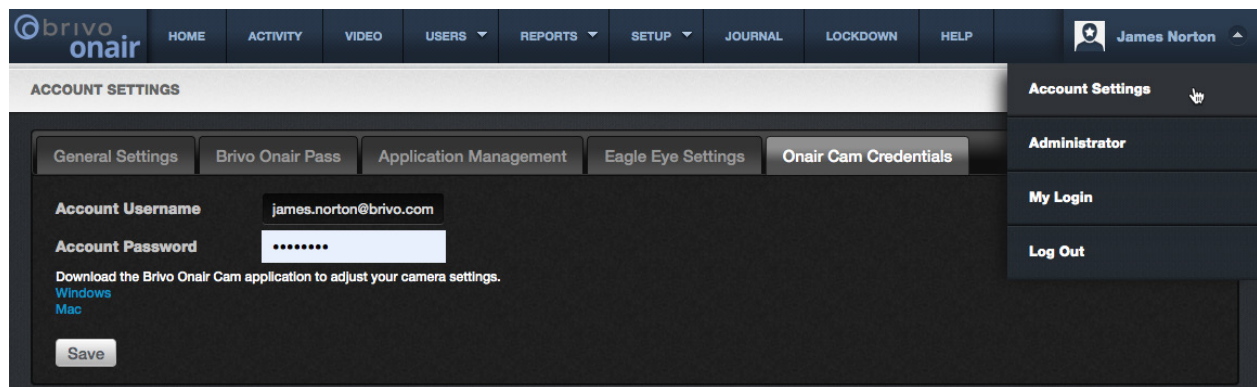 brivo
onair
HOME ACTIVITY VIDEO USERS REPORTS SETUP JOURNAL LOCKDOWN HELP James Norton
ACCOUNT SETTINGS
Account Settings
Administrator
My Login
Log Out
General Settings Brivo Onair Pass Application Management Eagle Eye Settings Onair Cam Credentials
Account Username james.norton@brivo.com
Account Password ••••••••
Download the Brivo Onair Cam application to adjust your camera settings.
Windows
Mac
Save